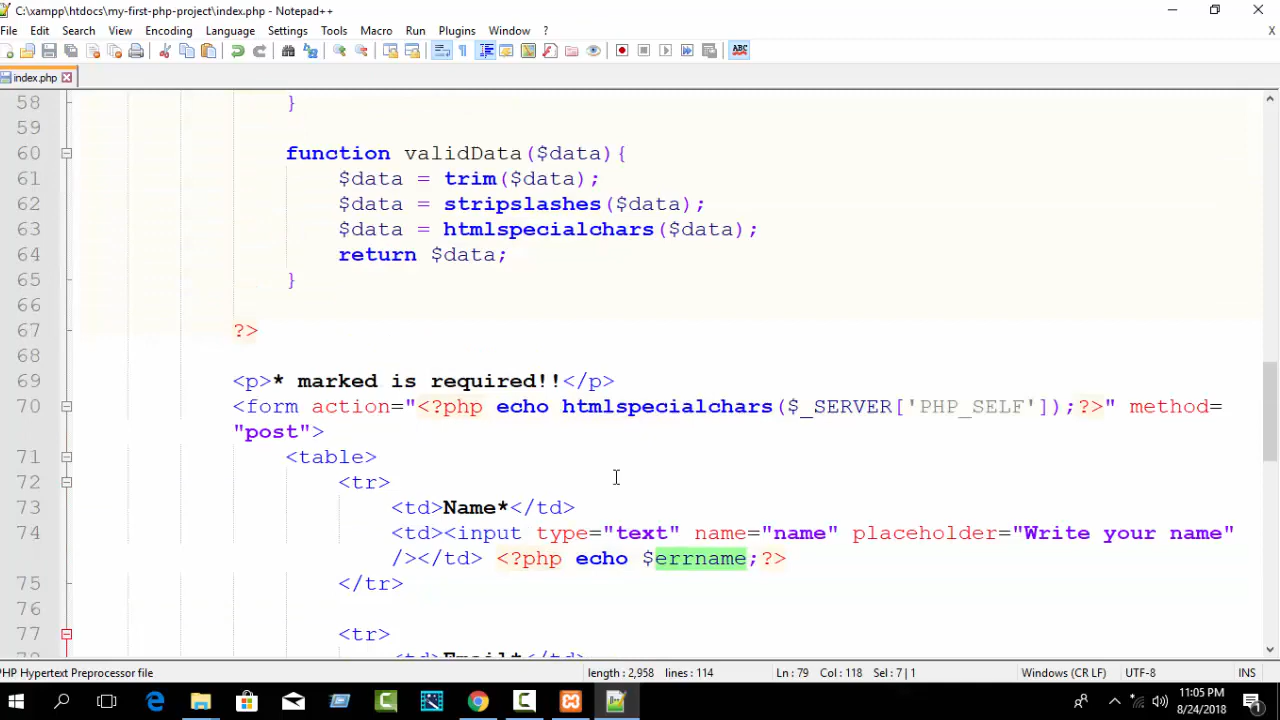 C:\xampp\htdocs\my-first-php-project\index.php - Notepad++
File Edit Search View Encoding Language Settings Tools Macro Run Plugins Window ? X
index.php
58 }
59
60 function validData($data){
61 $data = trim($data);
62 $data = stripslashes($data);
63 $data = htmlspecialchars($data);
64 return $data;
65 }
66
67 ?>
68
69 <p>* marked is required!!</p>
70 <form action="<?php echo htmlspecialchars($_SERVER['PHP_SELF']);?>" method=
"post">
71 <table>
72 <tr>
73 <td>Name*</td>
74 <td><input type="text" name="name" placeholder="Write your name"
/></td> <?php echo $errname;?>
75 </tr>
76
77 <tr>
<td>Email*</td>
PHP Hypertext Preprocessor file length : 2,958 lines : 114 Ln : 79 Col : 118 Sel : 7 | 1 Windows (CR LF) UTF-8 INS
11:05 PM
8/24/2018